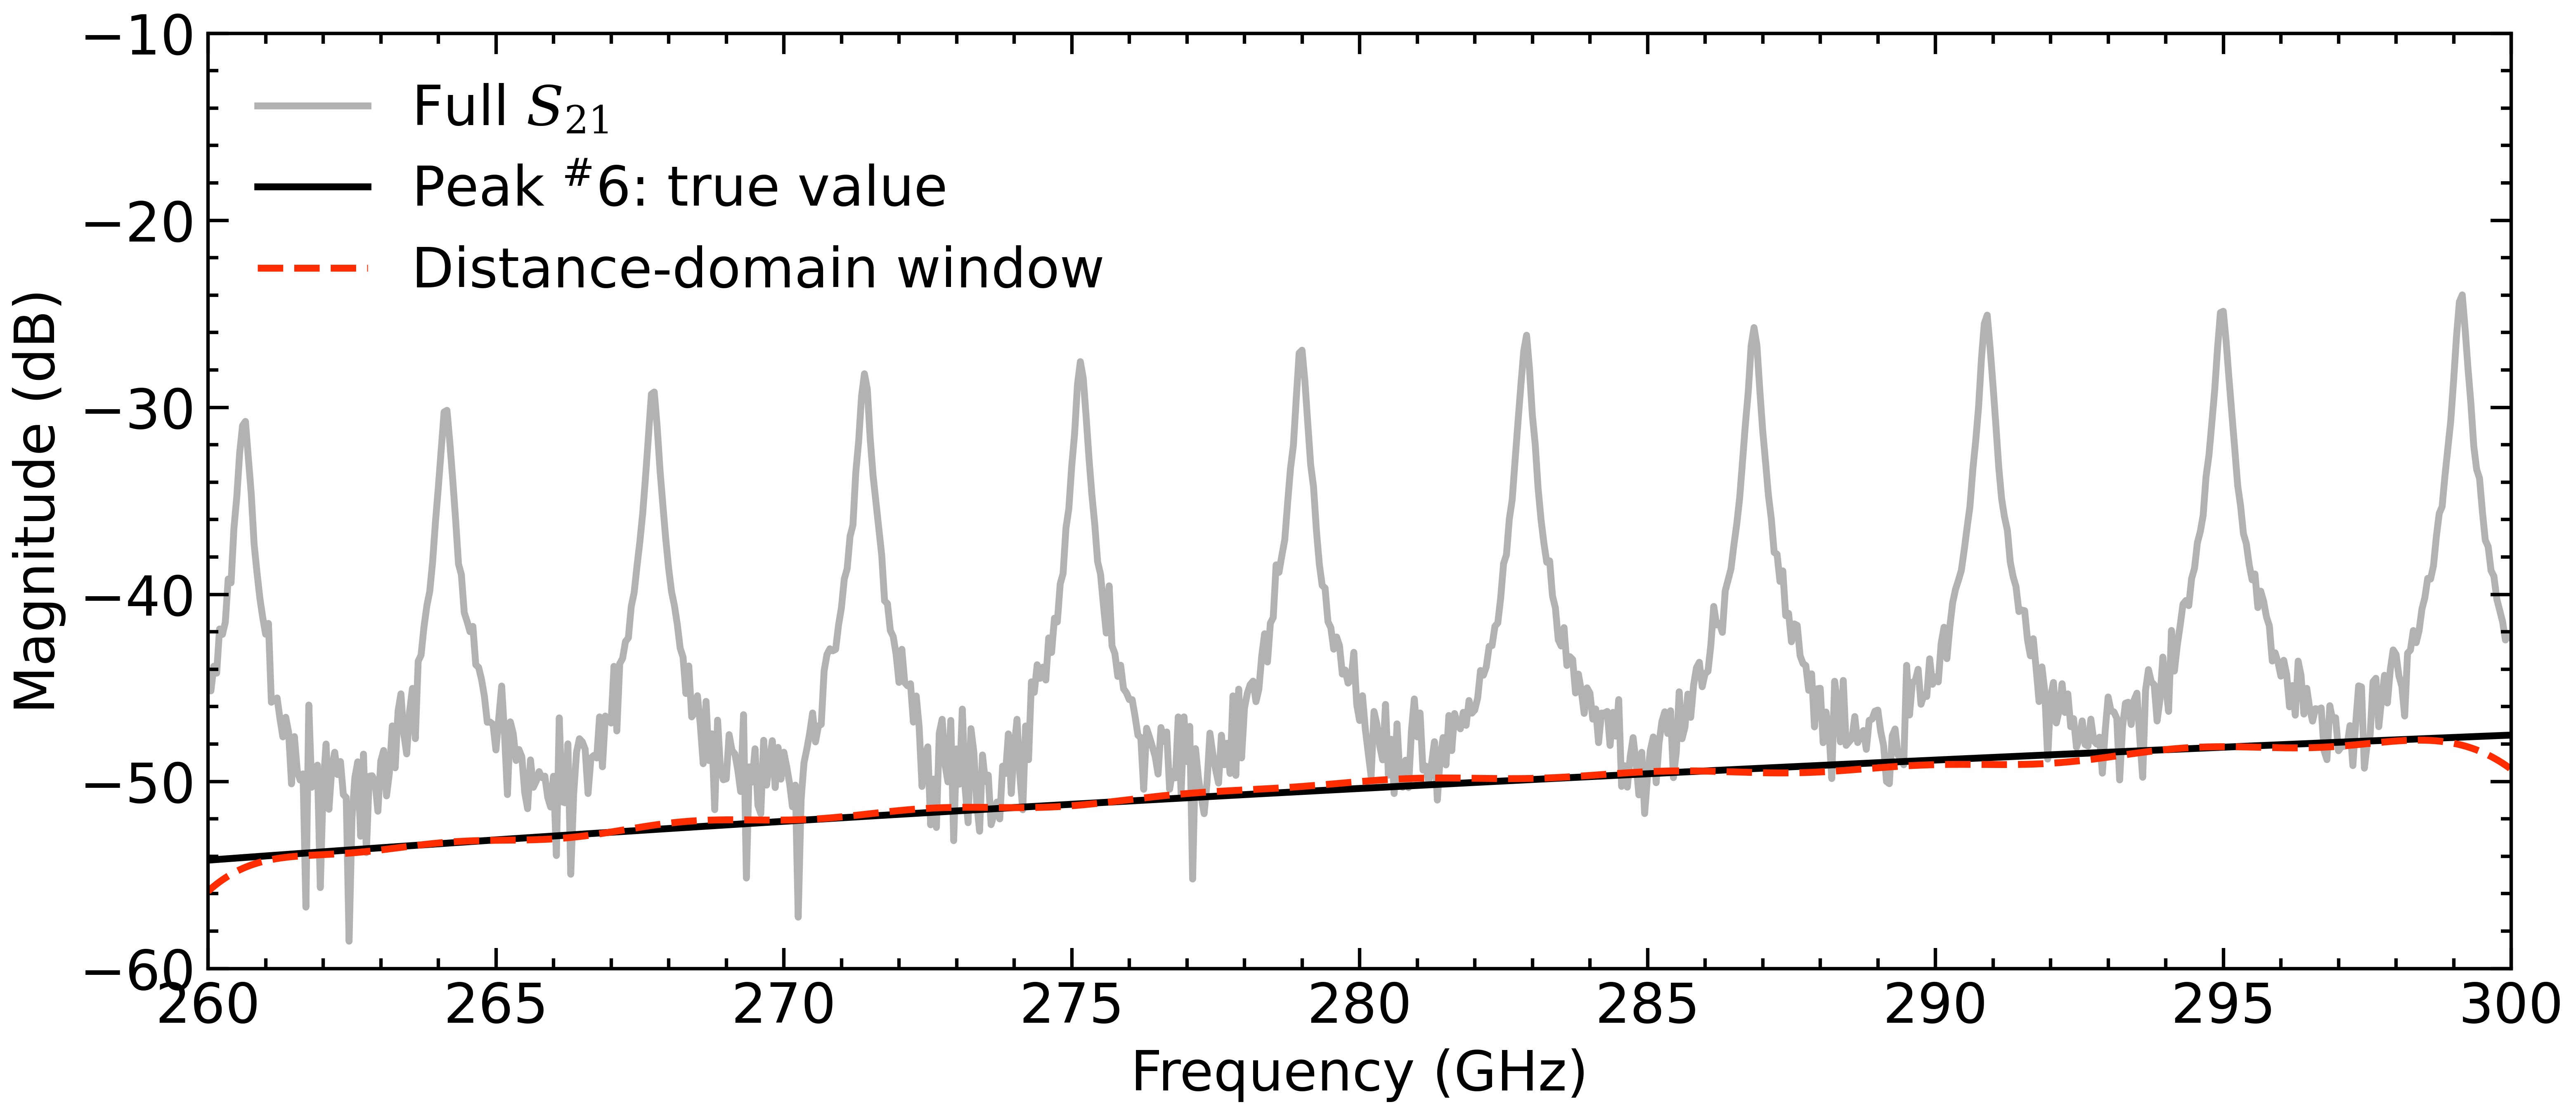 −10
−20
−30
−40
−50
−60
Magnitude (dB)
Full S₂₁
Peak #6: true value
Distance-domain window
260 265 270 275 280 285 290 295 300
Frequency (GHz)